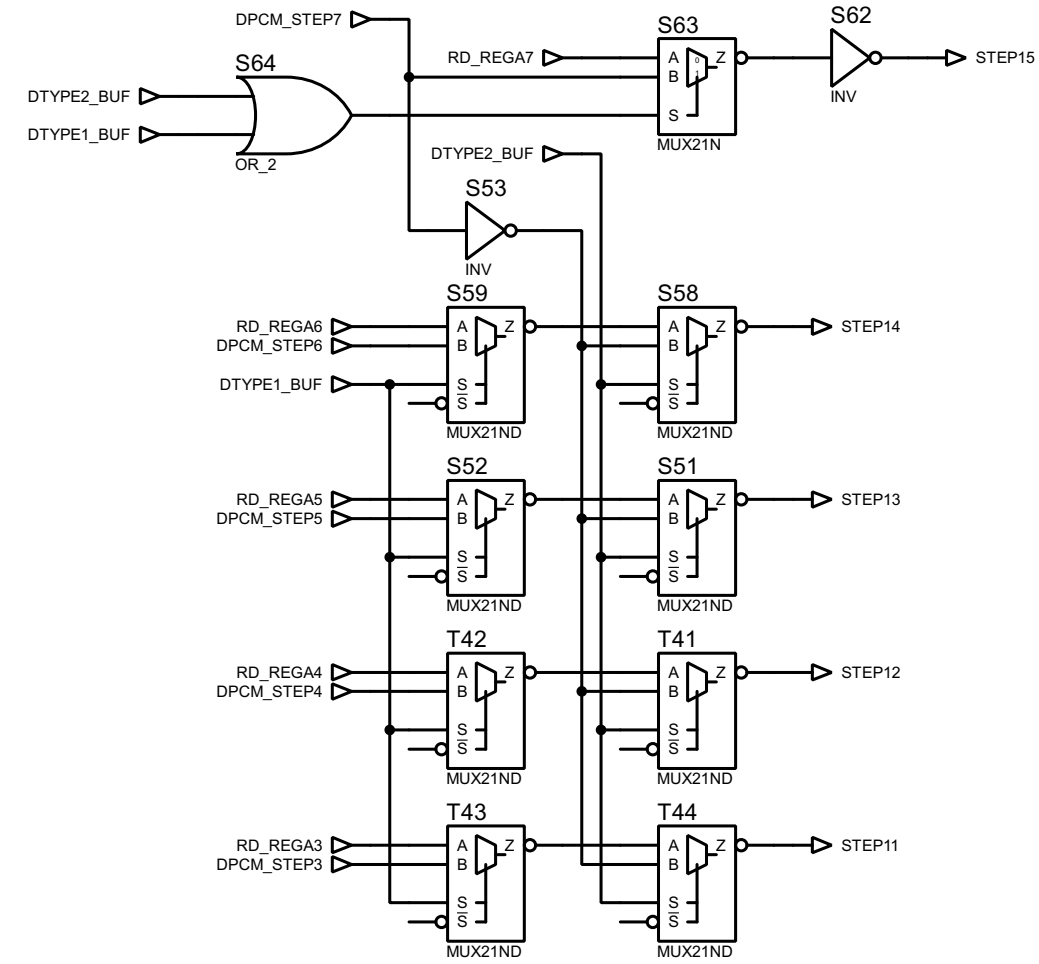 DPCM_STEP7
S63
S62
RD_REGA7
A
0
1
Z
STEP15
B
S64
DTYPE2_BUF
S
INV
DTYPE1_BUF
MUX21N
OR_2
DTYPE2_BUF
S53
INV
S59
S58
RD_REGA6
A
Z
A
Z
STEP14
DPCM_STEP6
B
B
DTYPE1_BUF
S
S
S̅
S̅
MUX21ND
MUX21ND
S52
S51
RD_REGA5
A
Z
A
Z
STEP13
DPCM_STEP5
B
B
S
S
S̅
S̅
MUX21ND
MUX21ND
T42
T41
RD_REGA4
A
Z
A
Z
STEP12
DPCM_STEP4
B
B
S
S
S̅
S̅
MUX21ND
MUX21ND
T43
T44
RD_REGA3
A
Z
A
Z
STEP11
DPCM_STEP3
B
B
S
S
S̅
S̅
MUX21ND
MUX21ND